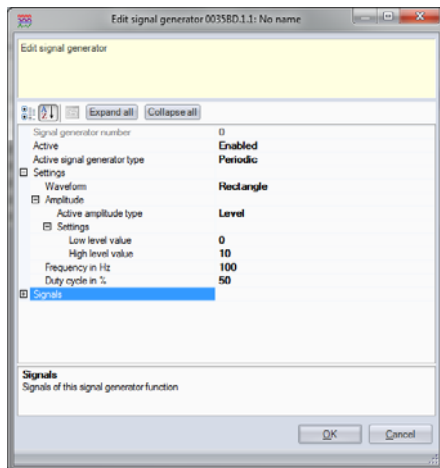 Edit signal generator 0035BD.1.1: No name
Edit signal generator
Expand all Collapse all
Signal generator number 0
Active Enabled
Active signal generator type Periodic
Settings
Waveform Rectangle
Amplitude
Active amplitude type Level
Settings
Low level value 0
High level value 10
Frequency in Hz 100
Duty cycle in % 50
Signals
Signals
Signals of this signal generator function
OK Cancel